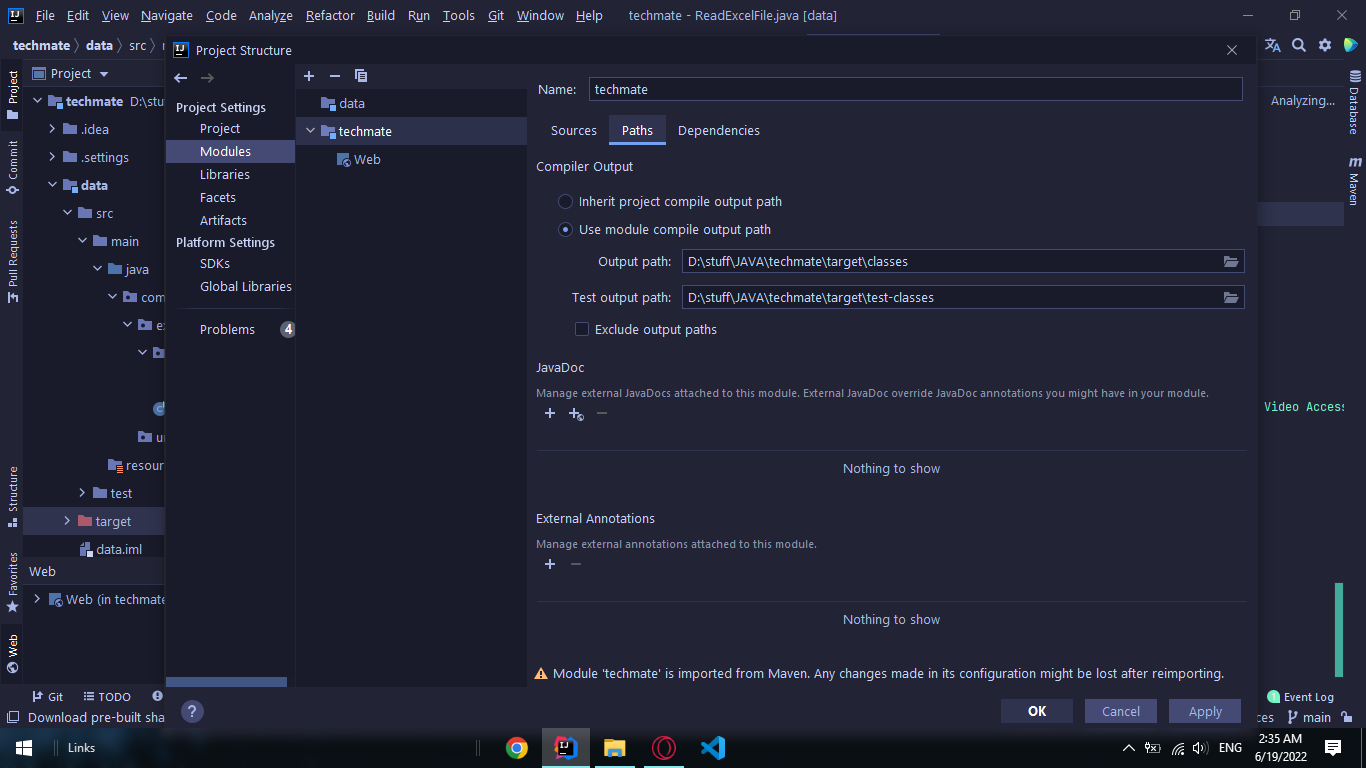 File Edit View Navigate Code Analyze Refactor Build Run Tools Git Window Help techmate - ReadExcelFile.java [data]
techmate data src
Project Structure
Project
techmate D:\stuf
.idea
.settings
data
src
main
java
com
resour
test
target
data.iml
Web
Web (in techmate
Project
Commit
Pull Requests
Structure
Favorites
Web
Project Settings
Project
Modules
Libraries
Facets
Artifacts
Platform Settings
SDKs
Global Libraries
Problems 4
data
techmate
Web
Name: techmate
Sources Paths Dependencies
Compiler Output
Inherit project compile output path
Use module compile output path
Output path: D:\stuff\JAVA\techmate\target\classes
Test output path: D:\stuff\JAVA\techmate\target\test-classes
Exclude output paths
JavaDoc
Manage external JavaDocs attached to this module. External JavaDoc override JavaDoc annotations you might have in your module.
Nothing to show
External Annotations
Manage external annotations attached to this module.
Nothing to show
Module 'techmate' is imported from Maven. Any changes made in its configuration might be lost after reimporting.
OK Cancel Apply
?
Analyzing...
Database
m Maven
Video Access
Git TODO
1 Event Log
Download pre-built sha
ces main
Links
ENG
2:35 AM
6/19/2022